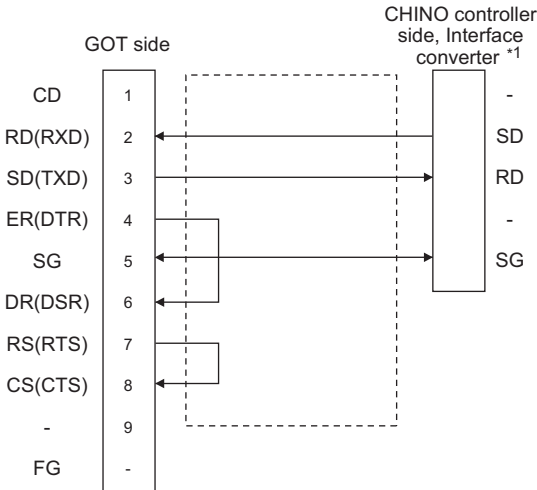 GOT side
CHINO controller
side, Interface
converter *1
CD 1 -
RD(RXD) 2 SD
SD(TXD) 3 RD
ER(DTR) 4 -
SG 5 SG
DR(DSR) 6
RS(RTS) 7
CS(CTS) 8
- 9
FG -